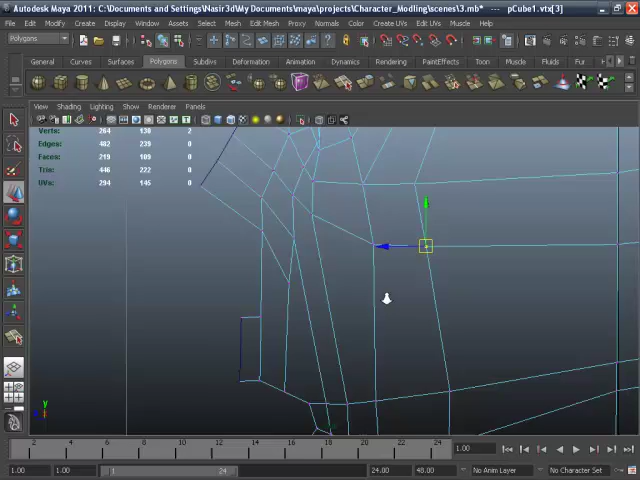 Autodesk Maya 2011: C:\Documents and Settings\Nasir3d\My Documents\maya\projects\Character_Modling\scenes\3.mb* --- pCube1.vtx[3]
File Edit Modify Create Display Window Assets Select Mesh Edit Mesh Proxy Normals Color Create UVs Edit UVs Muscle Help
Polygons
General Curves Surfaces Polygons Subdivs Deformation Animation Dynamics Rendering PaintEffects Toon Muscle Fluids Fur
View Shading Lighting Show Renderer Panels
Verts: 264 138 2
Edges: 482 239 0
Faces: 219 109 0
Tris: 446 222 0
UVs: 294 145 0
y
2 4 6 8 10 12 14 16 18 20 22 24 1.00
1.00 1.00 1 24 24.00 48.00 No Anim Layer No Character Set